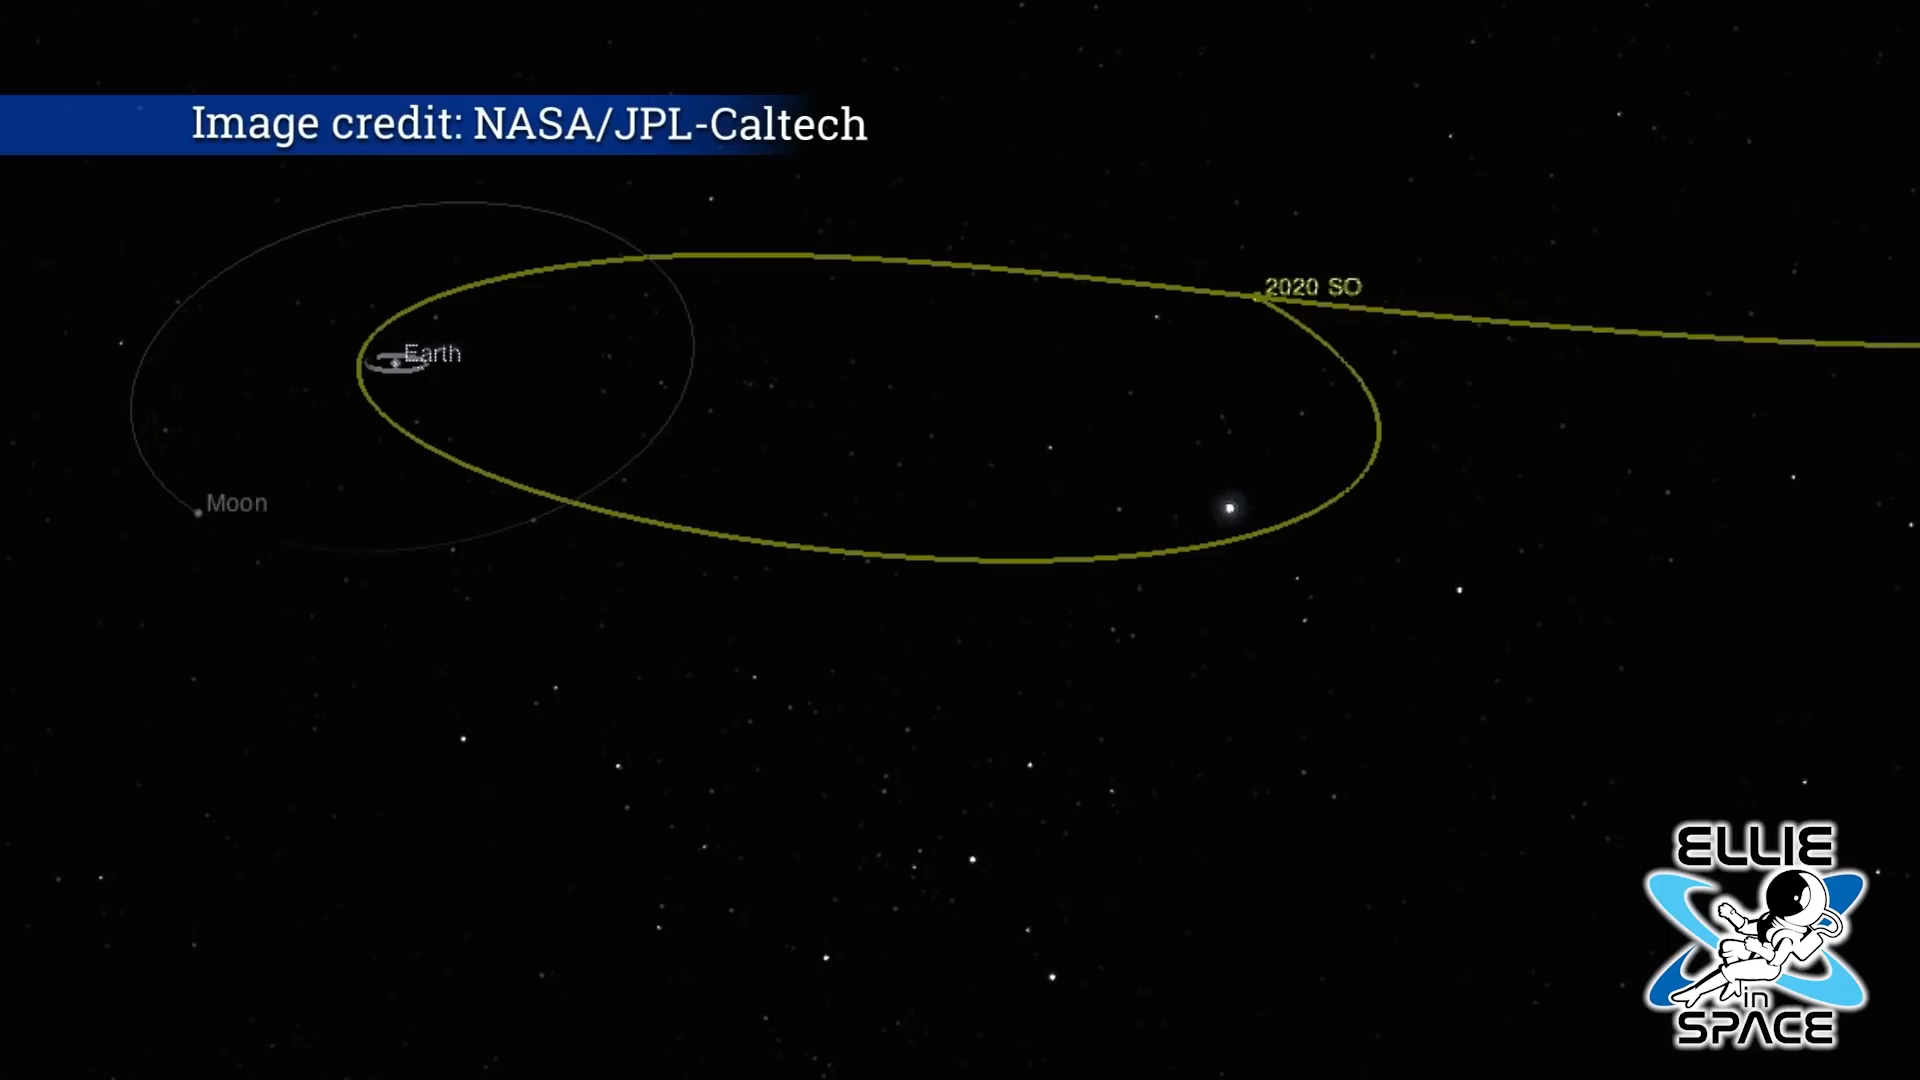 Image credit: NASA/JPL-Caltech
2020 SO
Earth
Moon
ELLIE
in
SPACE